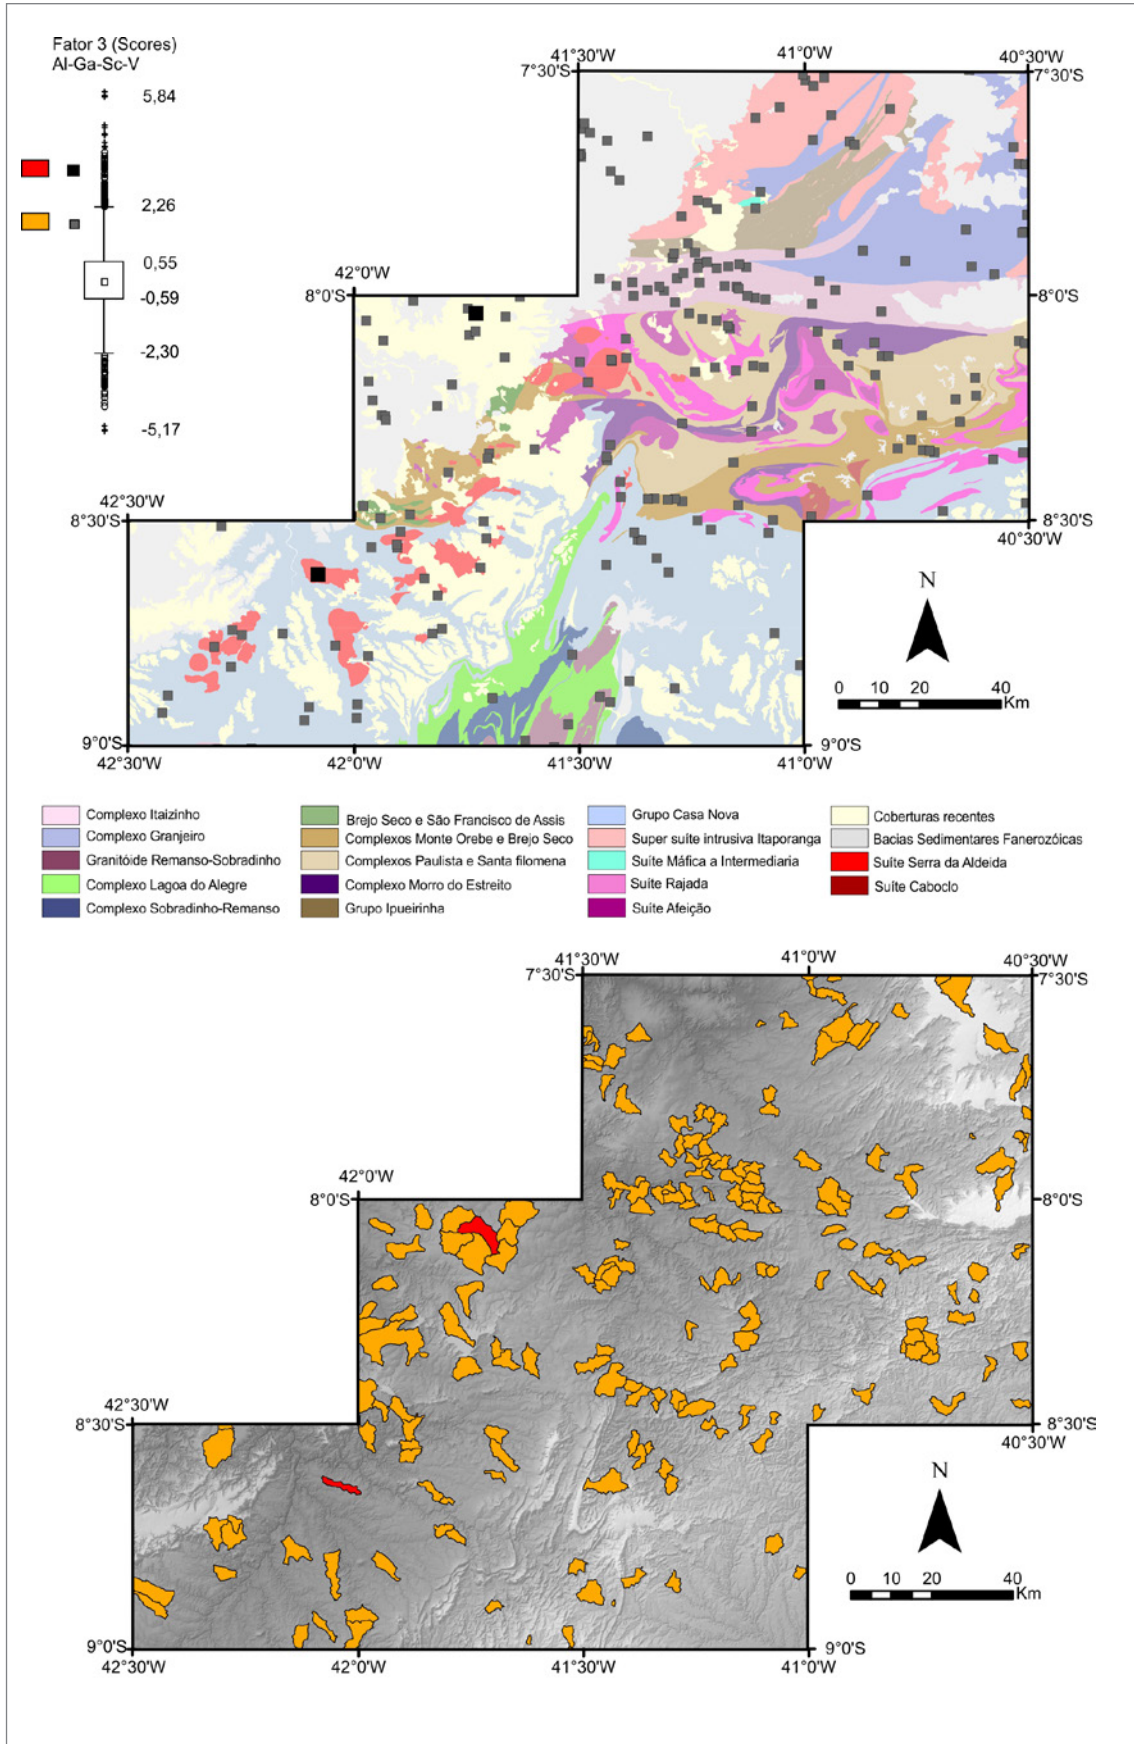 Fator 3 (Scores)
Al-Ga-Sc-V
5,84
2,26
0,55
-0,59
-2,30
-5,17
41°30'W
41°0'W
40°30'W
7°30'S
7°30'S
42°0'W
8°0'S
8°0'S
42°30'W
8°30'S
8°30'S
40°30'W
N
0 10 20 40
Km
9°0'S
9°0'S
42°30'W
42°0'W
41°30'W
41°0'W
Complexo Itaizinho
Complexo Granjeiro
Granitóide Remanso-Sobradinho
Complexo Lagoa do Alegre
Complexo Sobradinho-Remanso
Brejo Seco e São Francisco de Assis
Complexos Monte Orebe e Brejo Seco
Complexos Paulista e Santa filomena
Complexo Morro do Estreito
Grupo Ipueirinha
Grupo Casa Nova
Super suíte intrusiva Itaporanga
Suíte Máfica a Intermediaria
Suíte Rajada
Suíte Afeição
Coberturas recentes
Bacias Sedimentares Fanerozóicas
Suíte Serra da Aldeida
Suíte Caboclo
41°30'W
41°0'W
40°30'W
7°30'S
7°30'S
42°0'W
8°0'S
8°0'S
42°30'W
8°30'S
8°30'S
40°30'W
N
0 10 20 40
Km
9°0'S
9°0'S
42°30'W
42°0'W
41°30'W
41°0'W